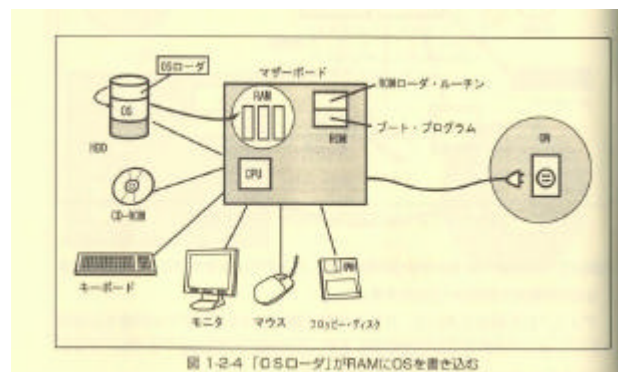 OSローダ
マザーボード
ROMローダ・ルーチン
RAM
OS
ブート・プログラム
ROM
ON
HDD
CPU
CD-ROM
キーボード
モニタ
マウス
フロッピー・ディスク
図 1-2-4 「OSローダ」がRAMにOSを書き込む